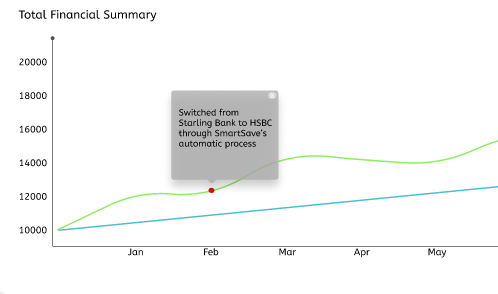 Total Financial Summary
20000
18000
16000
14000
12000
10000
Switched from
Starling Bank to HSBC
through SmartSave's
automatic process
Jan
Feb
Mar
Apr
May